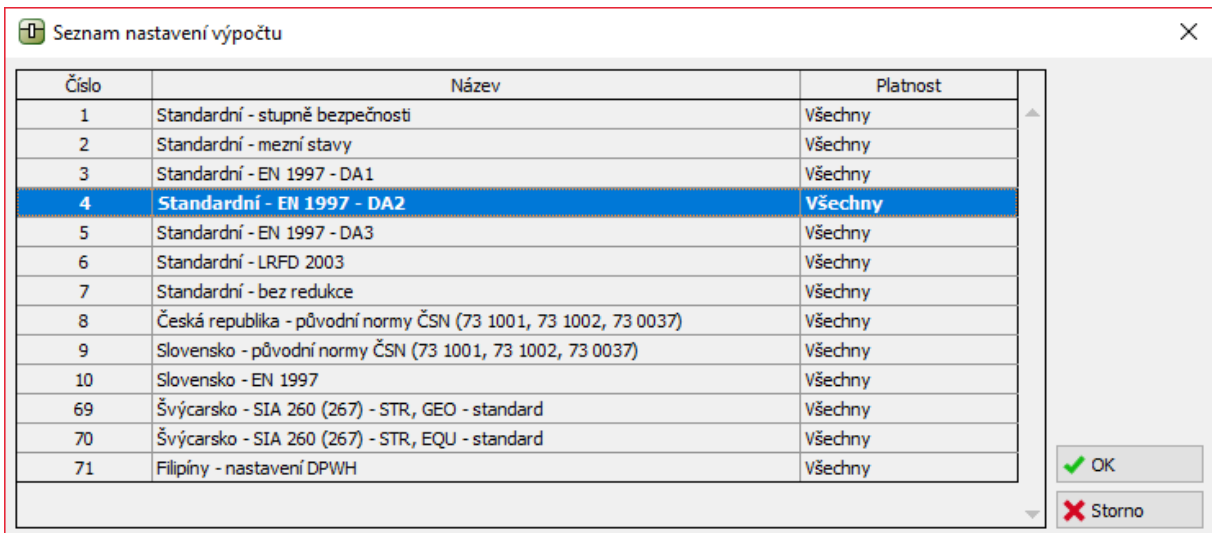 Seznam nastavení výpočtu
Číslo Název Platnost
1 Standardní - stupně bezpečnosti Všechny
2 Standardní - mezní stavy Všechny
3 Standardní - EN 1997 - DA1 Všechny
4 Standardní - EN 1997 - DA2 Všechny
5 Standardní - EN 1997 - DA3 Všechny
6 Standardní - LRFD 2003 Všechny
7 Standardní - bez redukce Všechny
8 Česká republika - původní normy ČSN (73 1001, 73 1002, 73 0037) Všechny
9 Slovensko - původní normy ČSN (73 1001, 73 1002, 73 0037) Všechny
10 Slovensko - EN 1997 Všechny
69 Švýcarsko - SIA 260 (267) - STR, GEO - standard Všechny
70 Švýcarsko - SIA 260 (267) - STR, EQU - standard Všechny
71 Filipíny - nastavení DPWH Všechny
OK
Storno